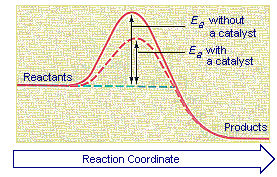 Ea without
a catalyst
Ea with
a catalyst
Reactants
Products
Reaction Coordinate